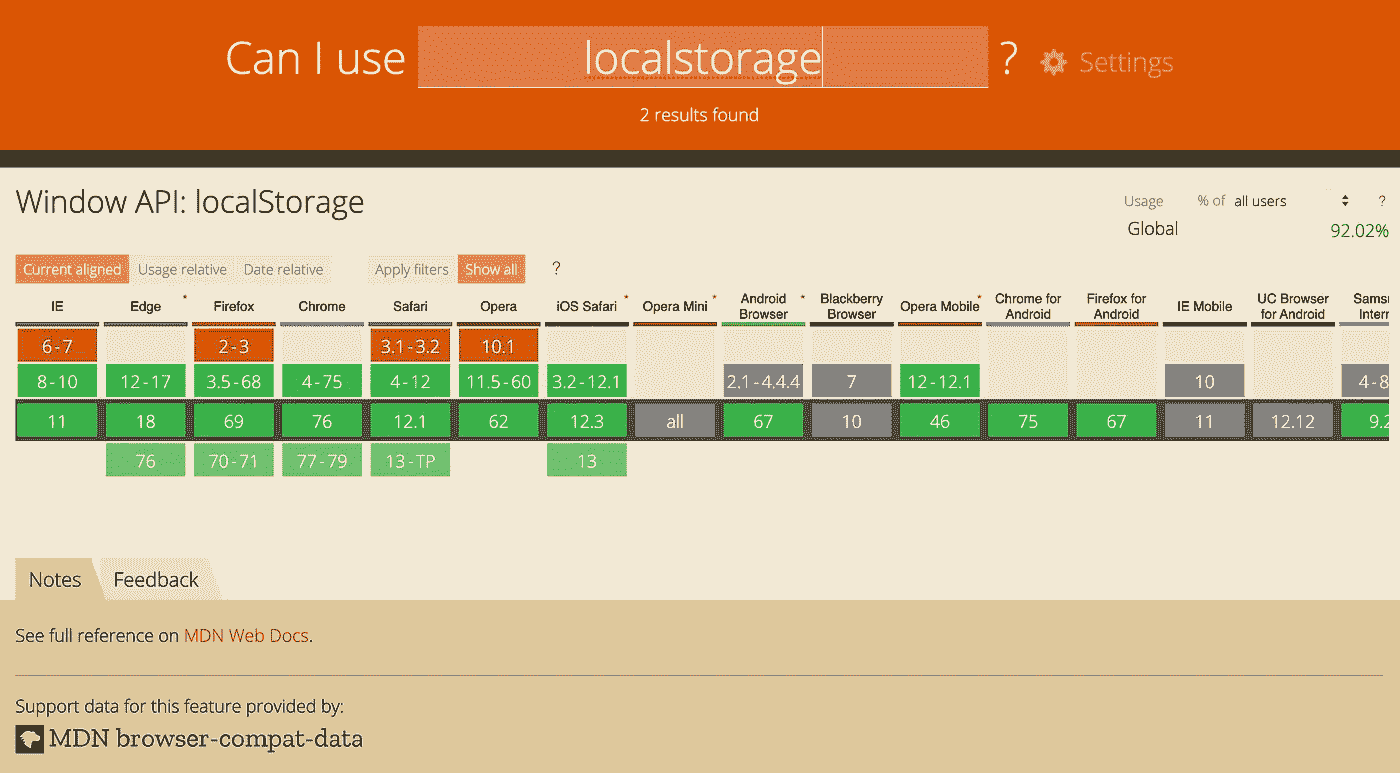 Can I use localstorage ? Settings
2 results found
Window API: localStorage
Usage % of all users ?
Global 92.02%
Current aligned Usage relative Date relative Apply filters Show all ?
IE Edge * Firefox Chrome Safari Opera iOS Safari * Opera Mini * Android Browser * Blackberry Browser Opera Mobile * Chrome for Android Firefox for Android IE Mobile UC Browser for Android
6-7 2-3 3.1-3.2 10.1
8-10 12-17 3.5-68 4-75 4-12 11.5-60 3.2-12.1 2.1-4.4.4 7 12-12.1 10 4-8
11 18 69 76 12.1 62 12.3 all 67 10 46 75 67 11 12.12 9.2
76 70-71 77-79 13-TP 13
Notes Feedback
See full reference on MDN Web Docs.
Support data for this feature provided by:
MDN browser-compat-data